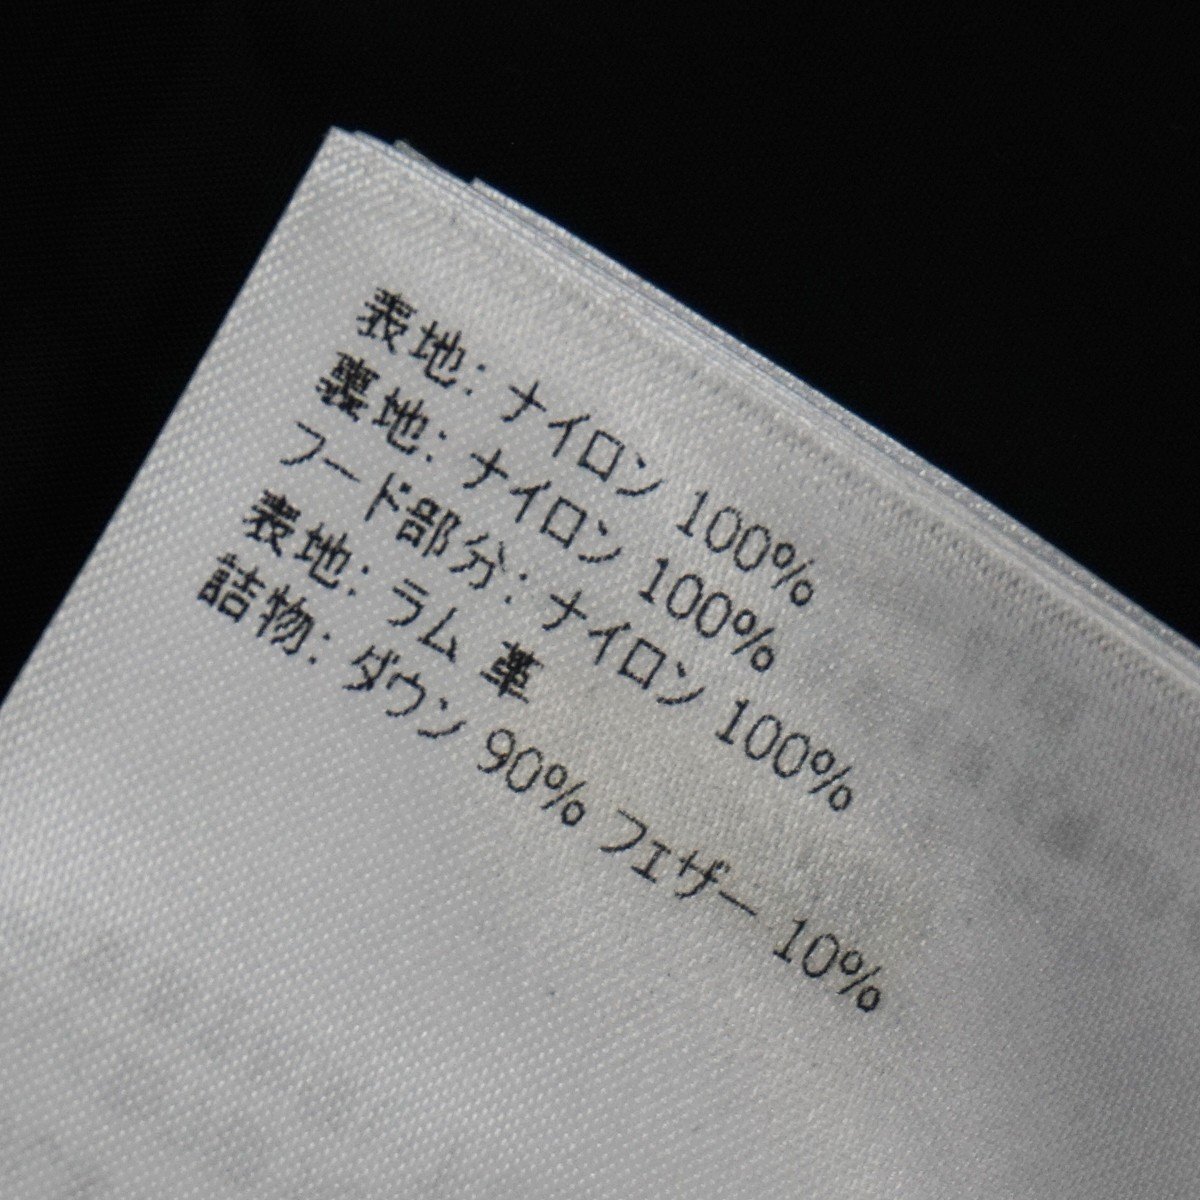 表地: ナイロン 100%
裏地: ナイロン 100%
フード部分: ナイロン 100%
表地: ラム 革
詰物: ダウン 90% フェザー 10%